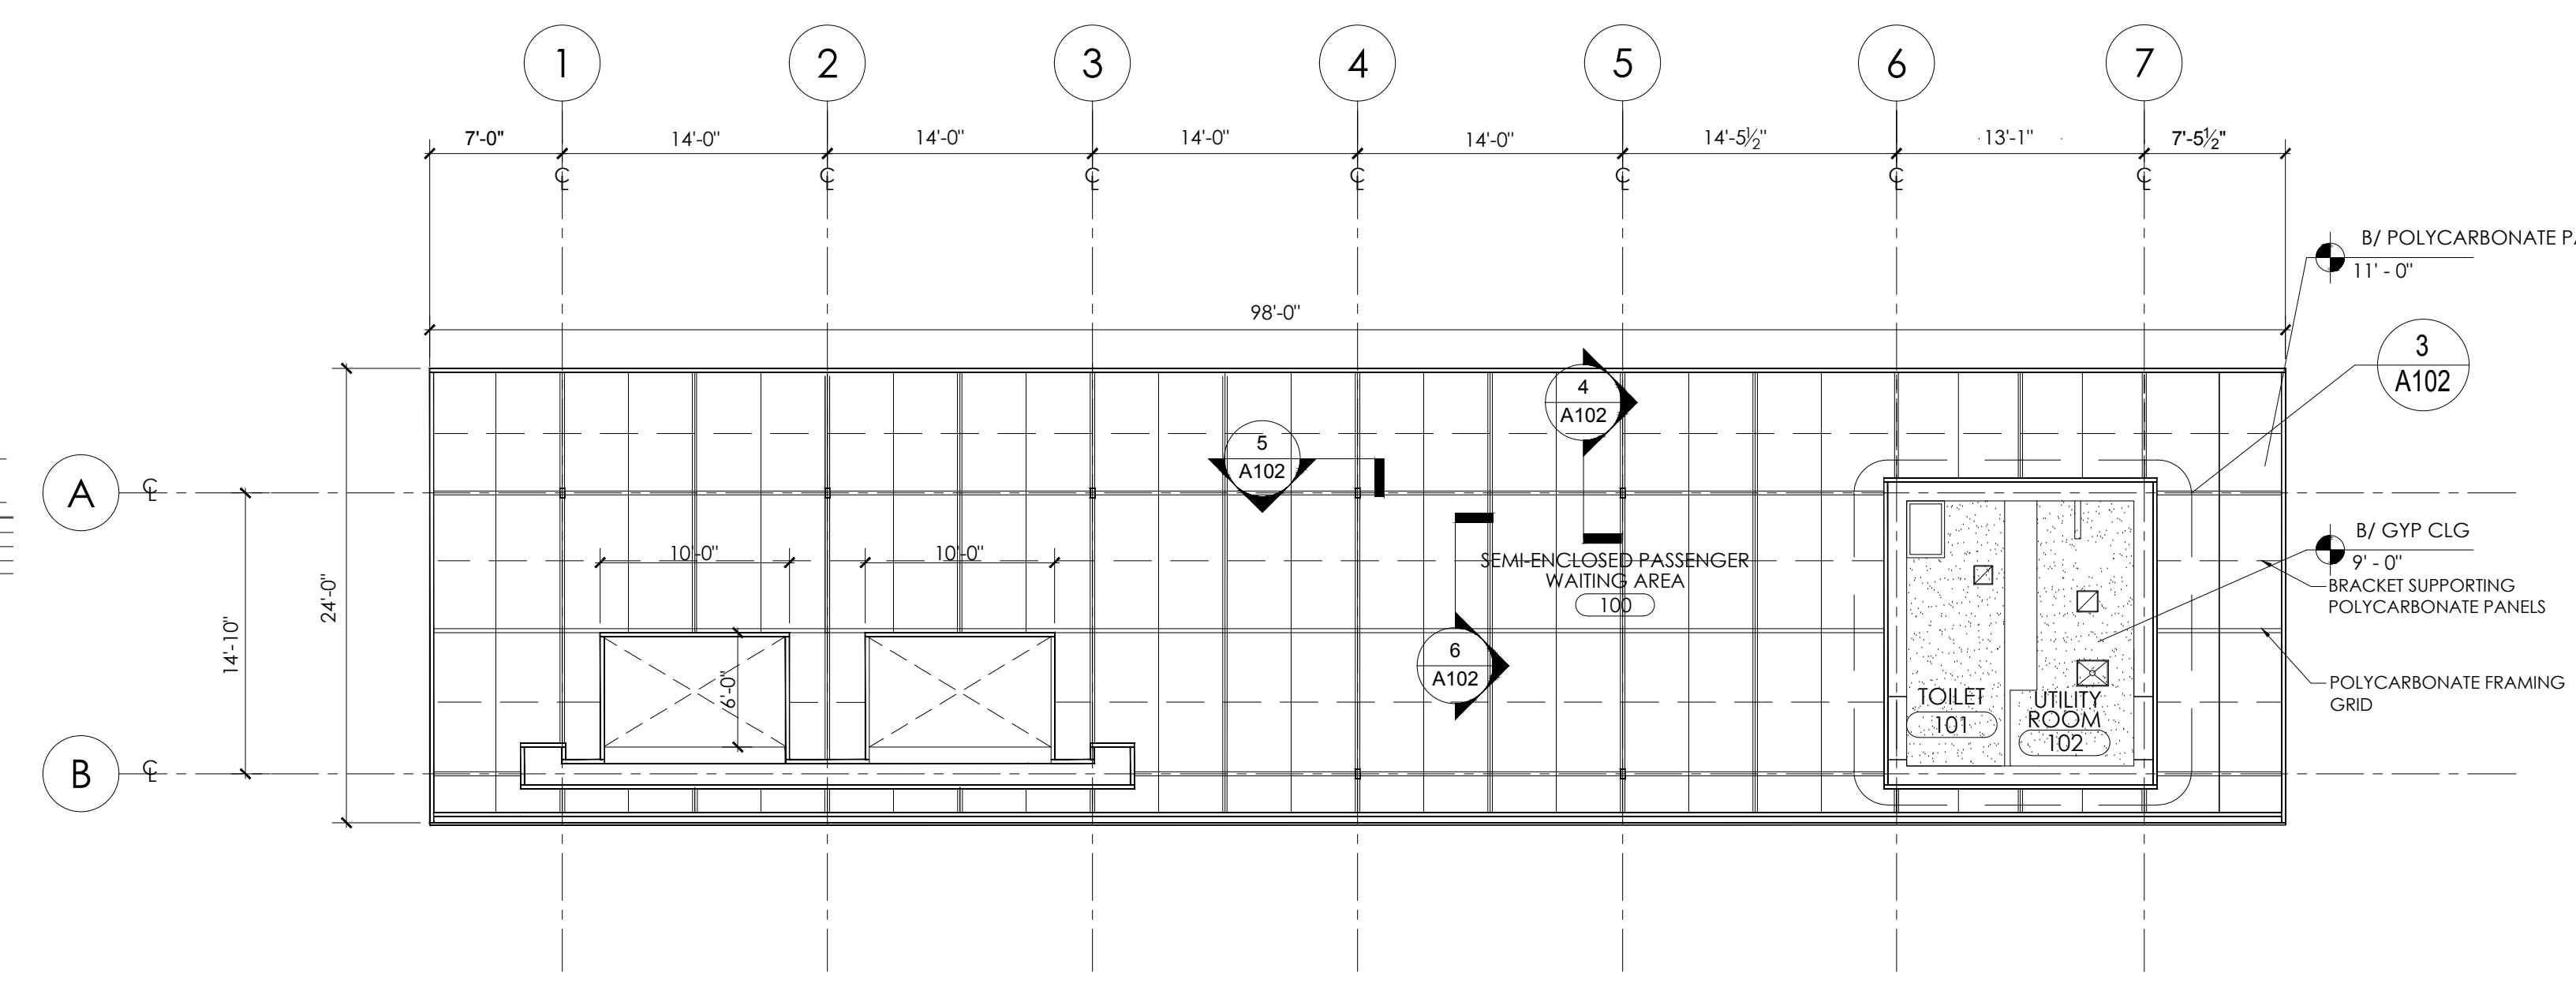 1 2 3 4 5 6 7
7'-0" 14'-0" 14'-0" 14'-0" 14'-0" 14'-5½" 13'-1" 7'-5½"
℄ ℄ ℄ ℄ ℄ ℄ ℄
B/ POLYCARBONATE
11' - 0"
98'-0"
3
A102
4
A102
5
A102
A ℄
B/ GYP CLG
9' - 0"
10'-0" 10'-0"
SEMI-ENCLOSED PASSENGER
WAITING AREA
100
BRACKET SUPPORTING
POLYCARBONATE PANELS
24'-0"
14'-10"
6
A102
6'-0"
POLYCARBONATE FRAMING
GRID
TOILET
101
UTILITY
ROOM
102
B ℄